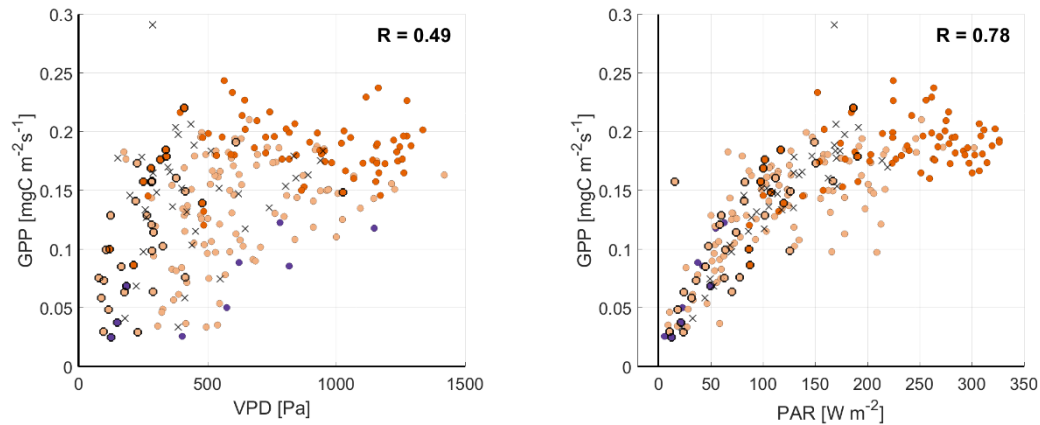 R = 0.49
GPP [mgC m⁻²s⁻¹]
0.3
0.25
0.2
0.15
0.1
0.05
0
0 500 1000 1500
VPD [Pa]
R = 0.78
GPP [mgC m⁻²s⁻¹]
0.3
0.25
0.2
0.15
0.1
0.05
0
0 50 100 150 200 250 300 350
PAR [W m⁻²]